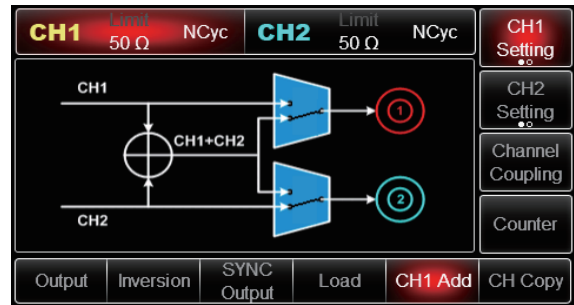 CH1 Limit 50 Ω NCyc CH2 Limit 50 Ω NCyc
CH1
Setting
CH2
Setting
Channel
Coupling
Counter
CH1
CH1+CH2
CH2
1
2
Output Inversion SYNC Output Load CH1 Add CH Copy